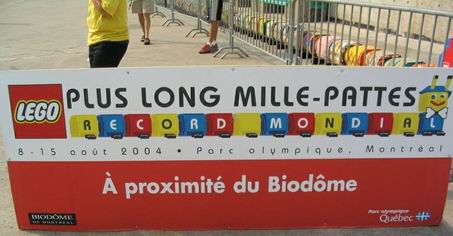 LEGO
PLUS LONG MILLE-PATTES
RECORD MONDIAL
8-15 août 2004 • Parc olympique, Montréal
À proximité du Biodôme
BIODÔME
DE MONTRÉAL
Parc olympique
Québec